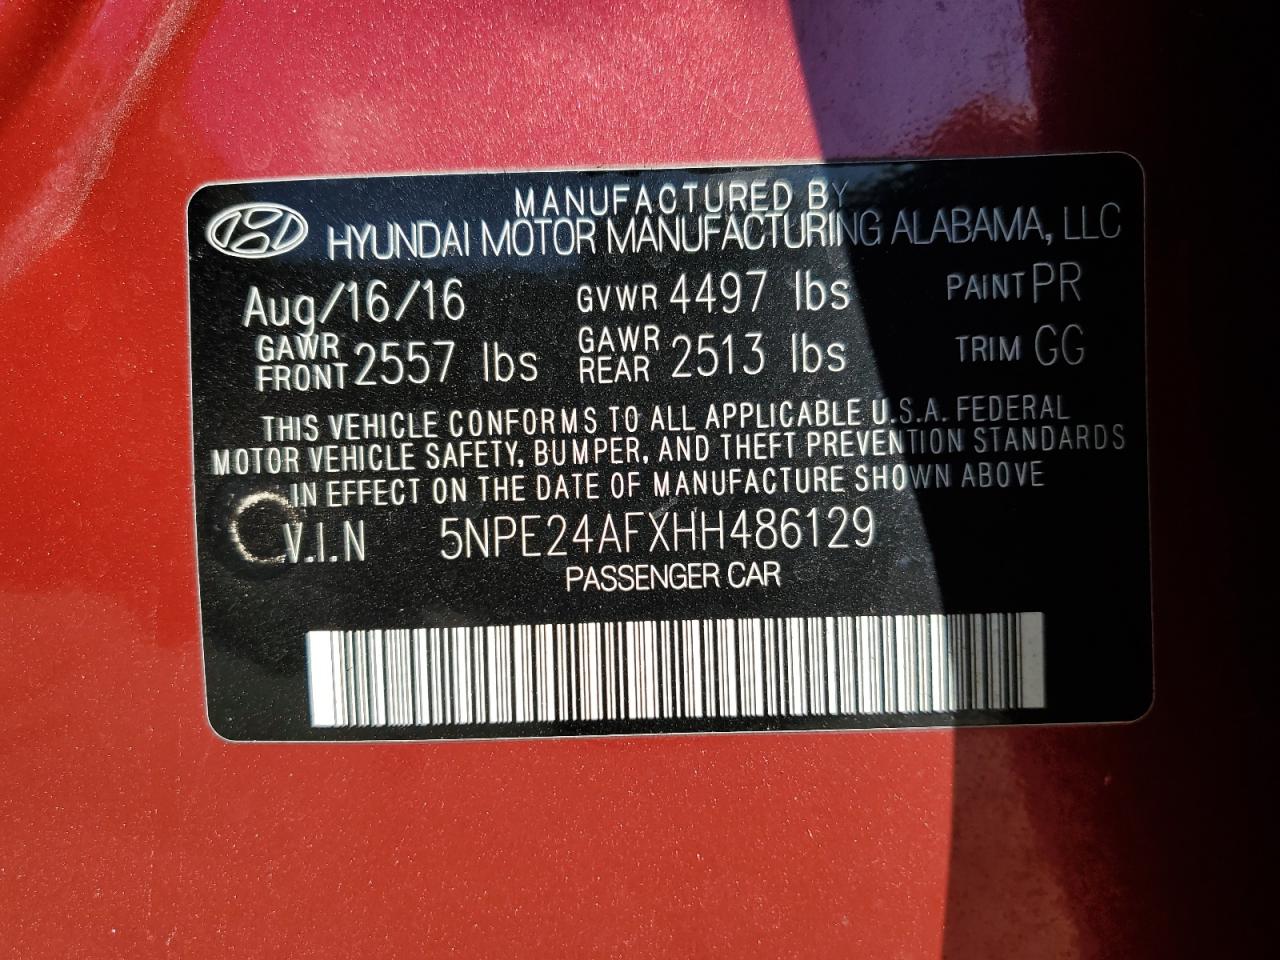 MANUFACTURED BY
HYUNDAI MOTOR MANUFACTURING ALABAMA, LLC
Aug/16/16 GVWR 4497 lbs PAINT PR
GAWR FRONT 2557 lbs GAWR REAR 2513 lbs TRIM GG
THIS VEHICLE CONFORMS TO ALL APPLICABLE U.S.A. FEDERAL
MOTOR VEHICLE SAFETY, BUMPER, AND THEFT PREVENTION STANDARDS
IN EFFECT ON THE DATE OF MANUFACTURE SHOWN ABOVE
V.I.N 5NPE24AFXHH486129
PASSENGER CAR